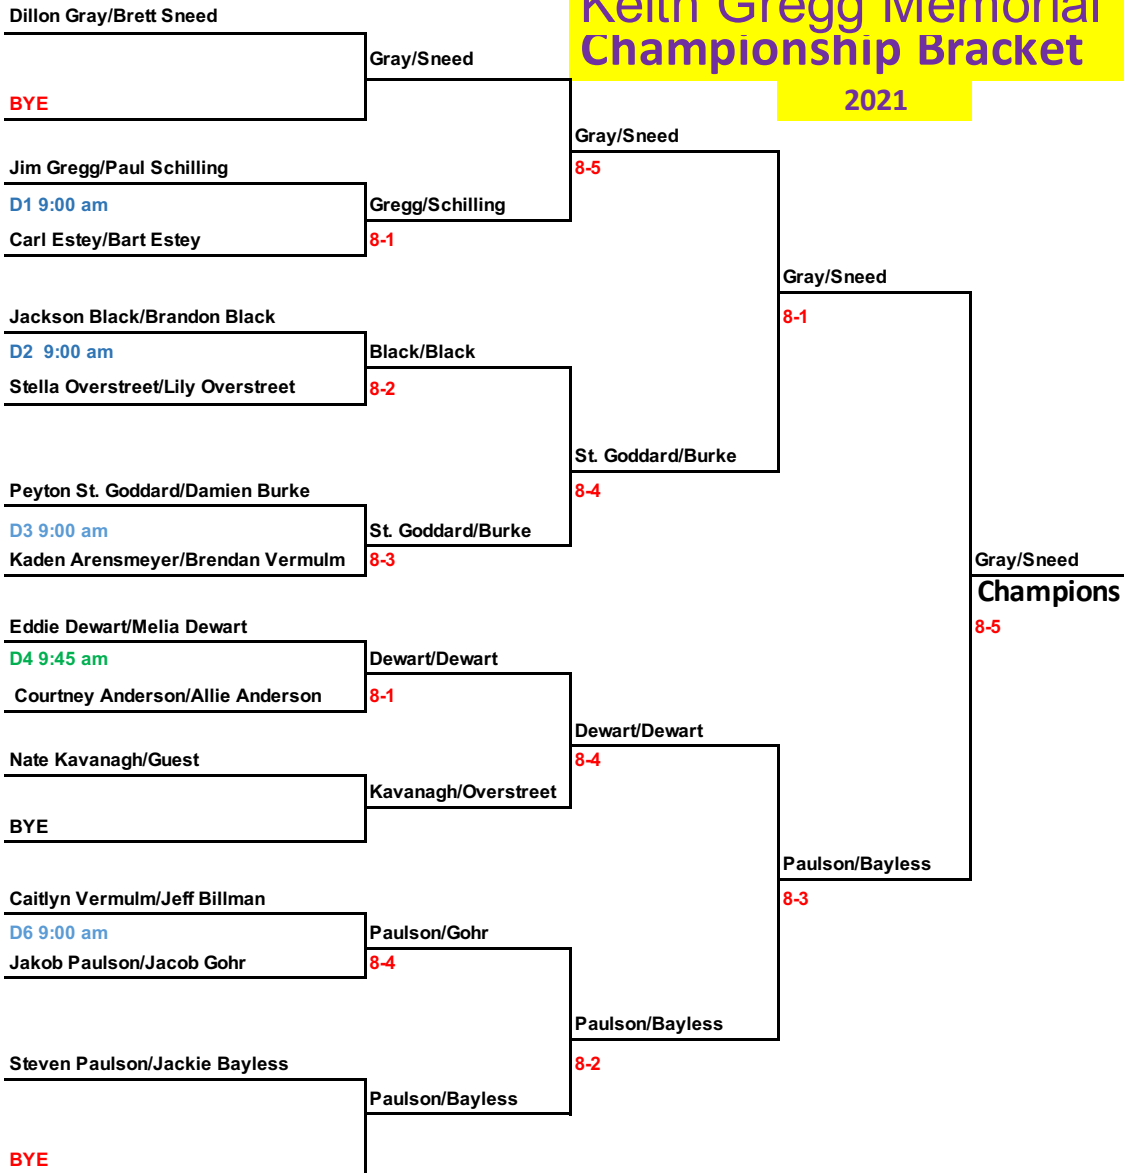 Keith Gregg Memorial
Championship Bracket
2021
Dillon Gray/Brett Sneed
Gray/Sneed
BYE
Gray/Sneed
8-5
Jim Gregg/Paul Schilling
D1 9:00 am
Gregg/Schilling
Carl Estey/Bart Estey
8-1
Gray/Sneed
8-1
Jackson Black/Brandon Black
D2 9:00 am
Black/Black
Stella Overstreet/Lily Overstreet
8-2
St. Goddard/Burke
8-4
Peyton St. Goddard/Damien Burke
D3 9:00 am
St. Goddard/Burke
Kaden Arensmeyer/Brendan Vermulm
8-3
Gray/Sneed
Champions
8-5
Eddie Dewart/Melia Dewart
D4 9:45 am
Dewart/Dewart
Courtney Anderson/Allie Anderson
8-1
Dewart/Dewart
8-4
Nate Kavanagh/Guest
Kavanagh/Overstreet
BYE
Paulson/Bayless
8-3
Caitlyn Vermulm/Jeff Billman
D6 9:00 am
Paulson/Gohr
Jakob Paulson/Jacob Gohr
8-4
Paulson/Bayless
8-2
Steven Paulson/Jackie Bayless
Paulson/Bayless
BYE